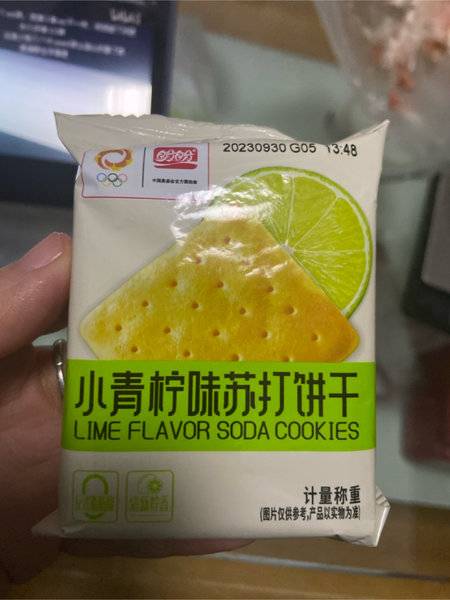 20230930 G05 13:48
盼盼
小青柠味苏打饼干
LIME FLAVOR SODA COOKIES
计量称重
(图片仅供参考,产品以实物为准)